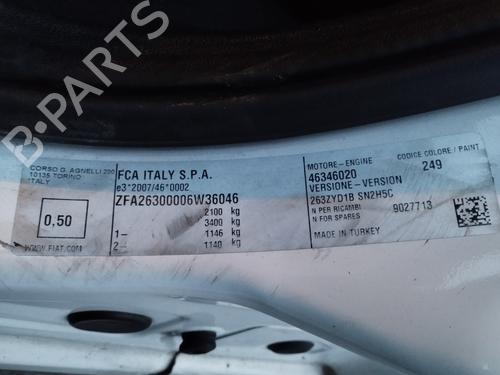 CORSO G. AGNELLI 200
10135 TORINO
ITALY
0.50
WWW.FIAT.COM
FCA ITALY S.P.A.
e3*2007/46*0002
ZFA26300006W36046
2100 kg
3400 kg
1- 1146 kg
2- 1140 kg
MOTORE-ENGINE
46346020
VERSIONE-VERSION
263ZYD1B SN2H5C
N PER RICAMBI
N FOR SPARES
9027713
MADE IN TURKEY
CODICE COLORE/PAINT
249
B-PARTS